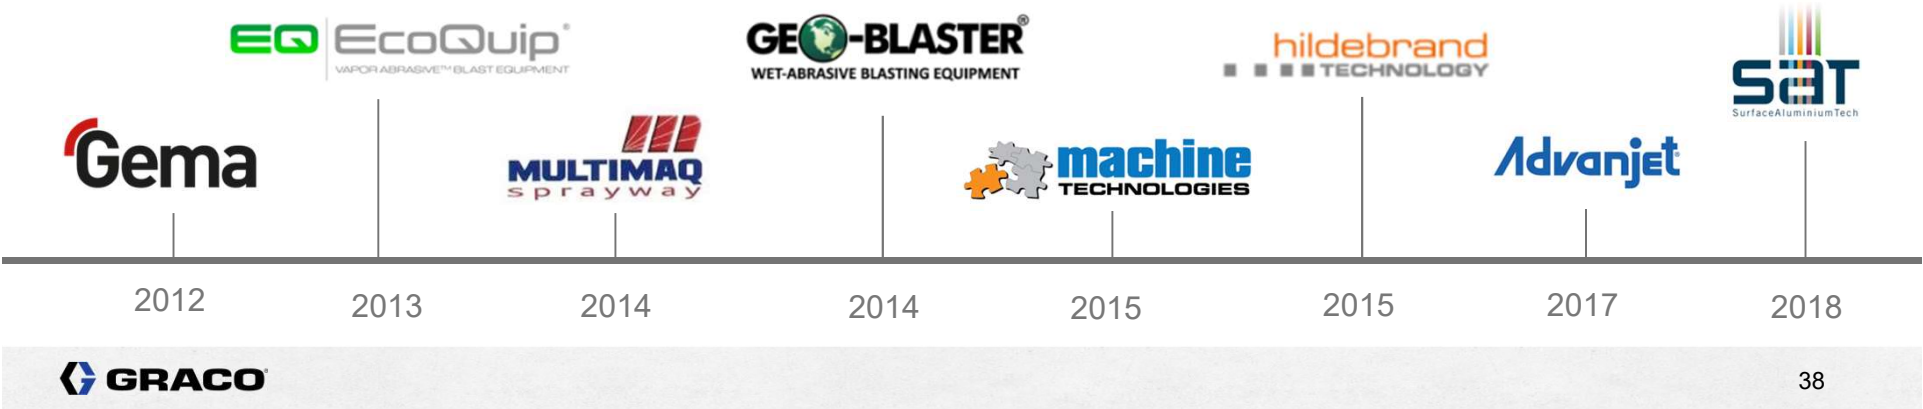 EQ EcoQuip®
VAPOR ABRASIVE™ BLAST EQUIPMENT
GEO-BLASTER®
WET-ABRASIVE BLASTING EQUIPMENT
hildebrand
TECHNOLOGY
SAT
SurfaceAluminiumTech
Gema
MULTIMAQ
sprayway
machine
TECHNOLOGIES
Advanjet
2012
2013
2014
2014
2015
2015
2017
2018
GRACO
38